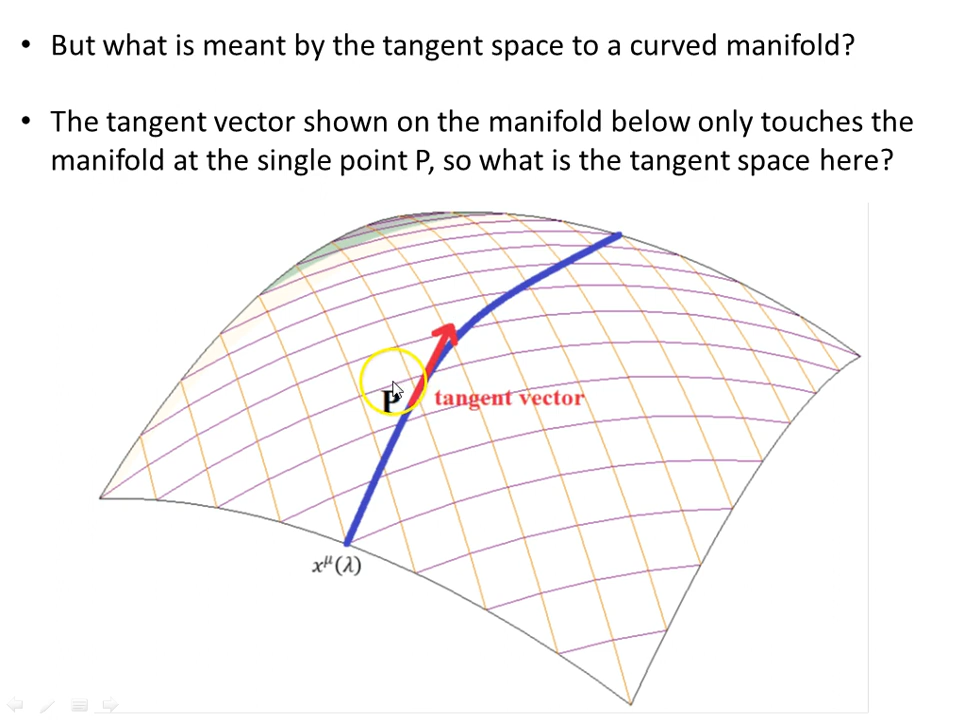 • But what is meant by the tangent space to a curved manifold?
• The tangent vector shown on the manifold below only touches the
manifold at the single point P, so what is the tangent space here?
P
tangent vector
x^μ(λ)